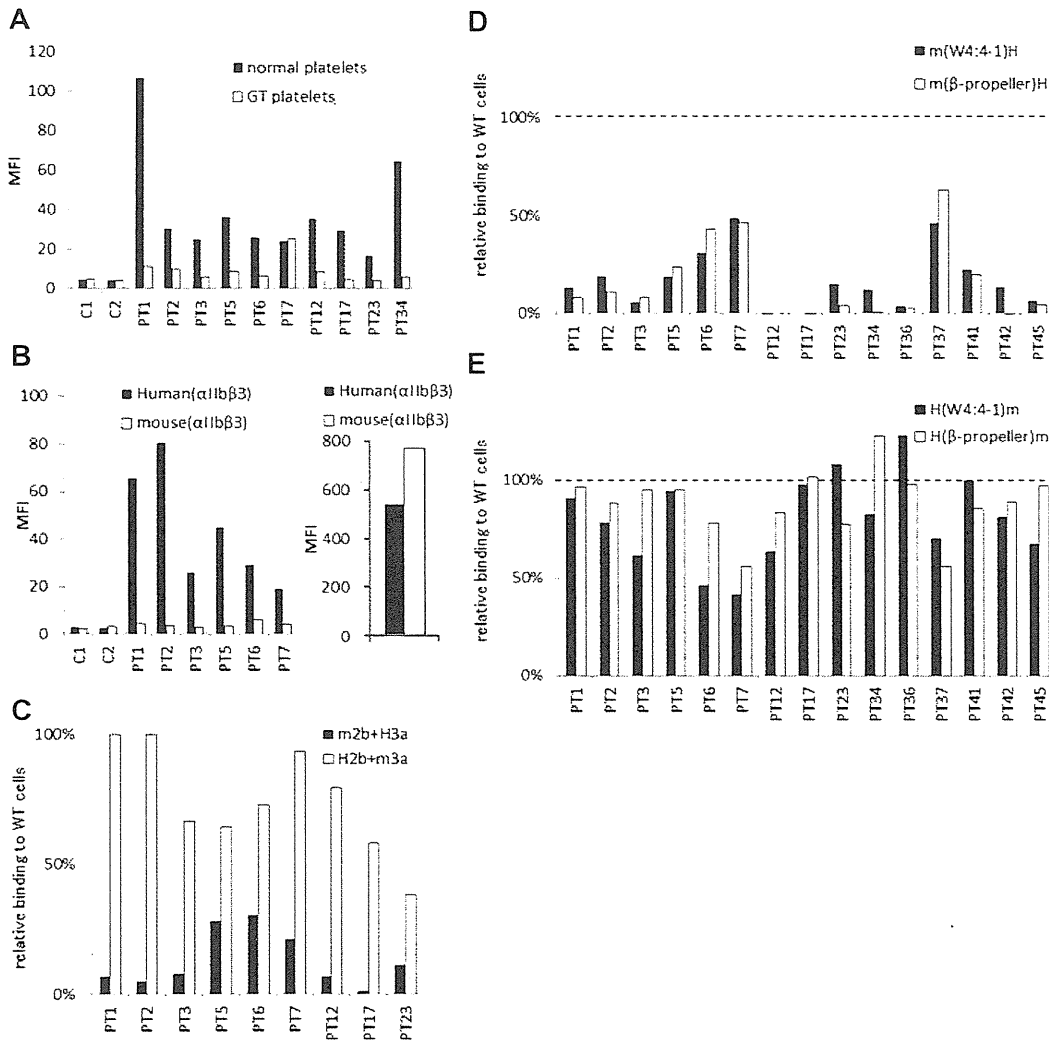 A
120
100
80
60
40
20
0
MFI
normal platelets
GT platelets
C1
C2
PT1
PT2
PT3
PT5
PT6
PT7
PT12
PT17
PT23
PT34
B
Human(αIIbβ3)
mouse(αIIbβ3)
100
80
60
40
20
0
MFI
C1
C2
PT1
PT2
PT3
PT5
PT6
PT7
Human(αIIbβ3)
mouse(αIIbβ3)
800
600
400
200
0
MFI
C
m2b+H3a
H2b+m3a
100%
50%
0%
relative binding to WT cells
PT1
PT2
PT3
PT5
PT6
PT7
PT12
PT17
PT23
D
m(W4:4-1)H
m(β-propeller)H
100%
50%
0%
relative binding to WT cells
PT1
PT2
PT3
PT5
PT6
PT7
PT12
PT17
PT23
PT34
PT36
PT37
PT41
PT42
PT45
E
H(W4:4-1)m
H(β-propeller)m
100%
50%
0%
relative binding to WT cells
PT1
PT2
PT3
PT5
PT6
PT7
PT12
PT17
PT23
PT34
PT36
PT37
PT41
PT42
PT45